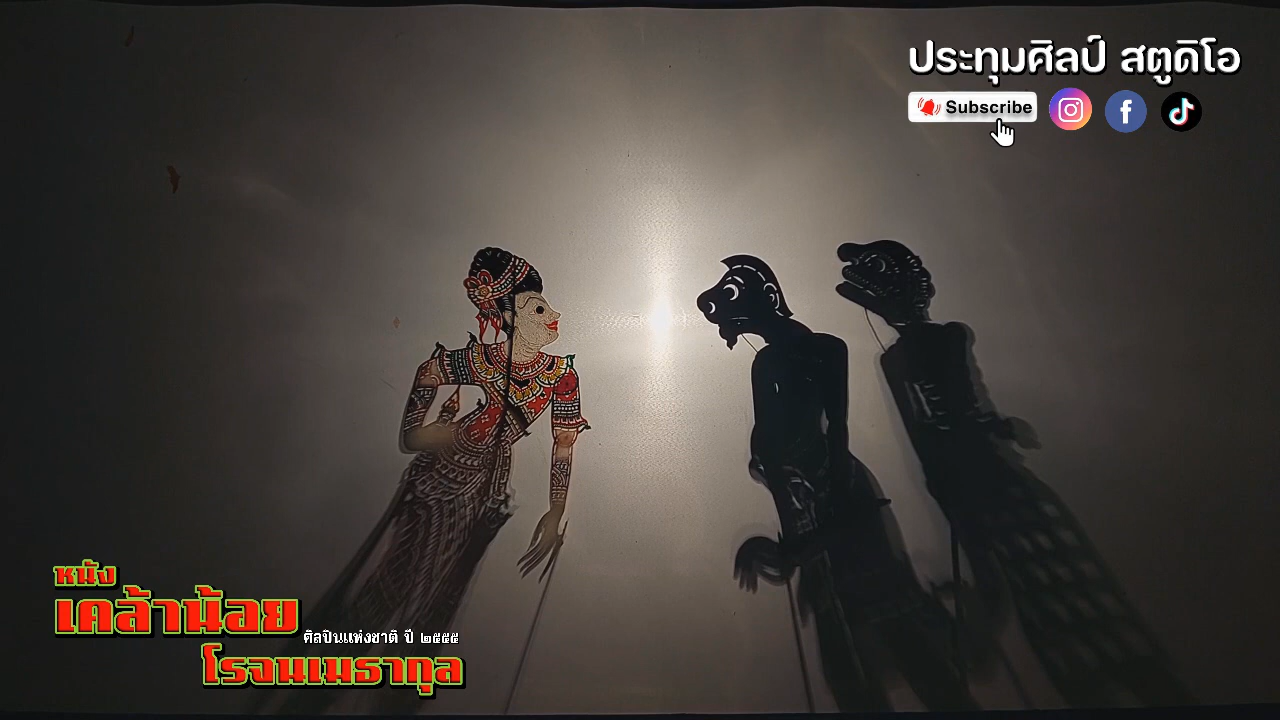 ประทุมศิลป์ สตูดิโอ
Subscribe
หนัง
เคล้าน้อย
ศิลปินแห่งชาติ ปี ๒๕๕๕
โรจนเมธากุล